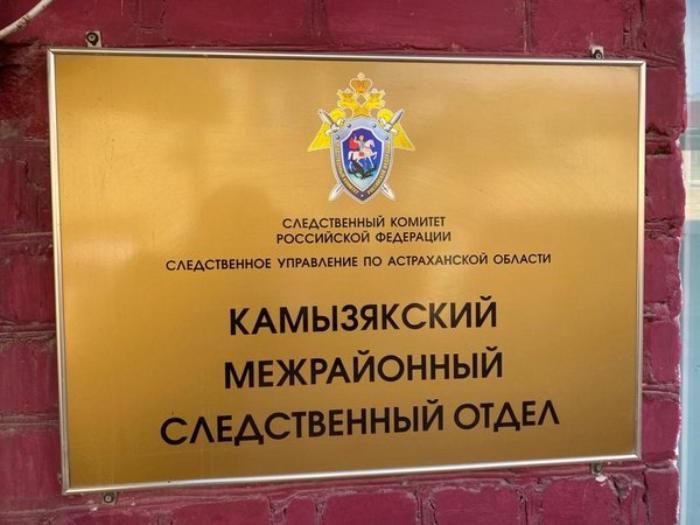 СЛЕДСТВЕННЫЙ КОМИТЕТ
РОССИЙСКОЙ ФЕДЕРАЦИИ
СЛЕДСТВЕННОЕ УПРАВЛЕНИЕ ПО АСТРАХАНСКОЙ ОБЛАСТИ
КАМЫЗЯКСКИЙ
МЕЖРАЙОННЫЙ
СЛЕДСТВЕННЫЙ ОТДЕЛ